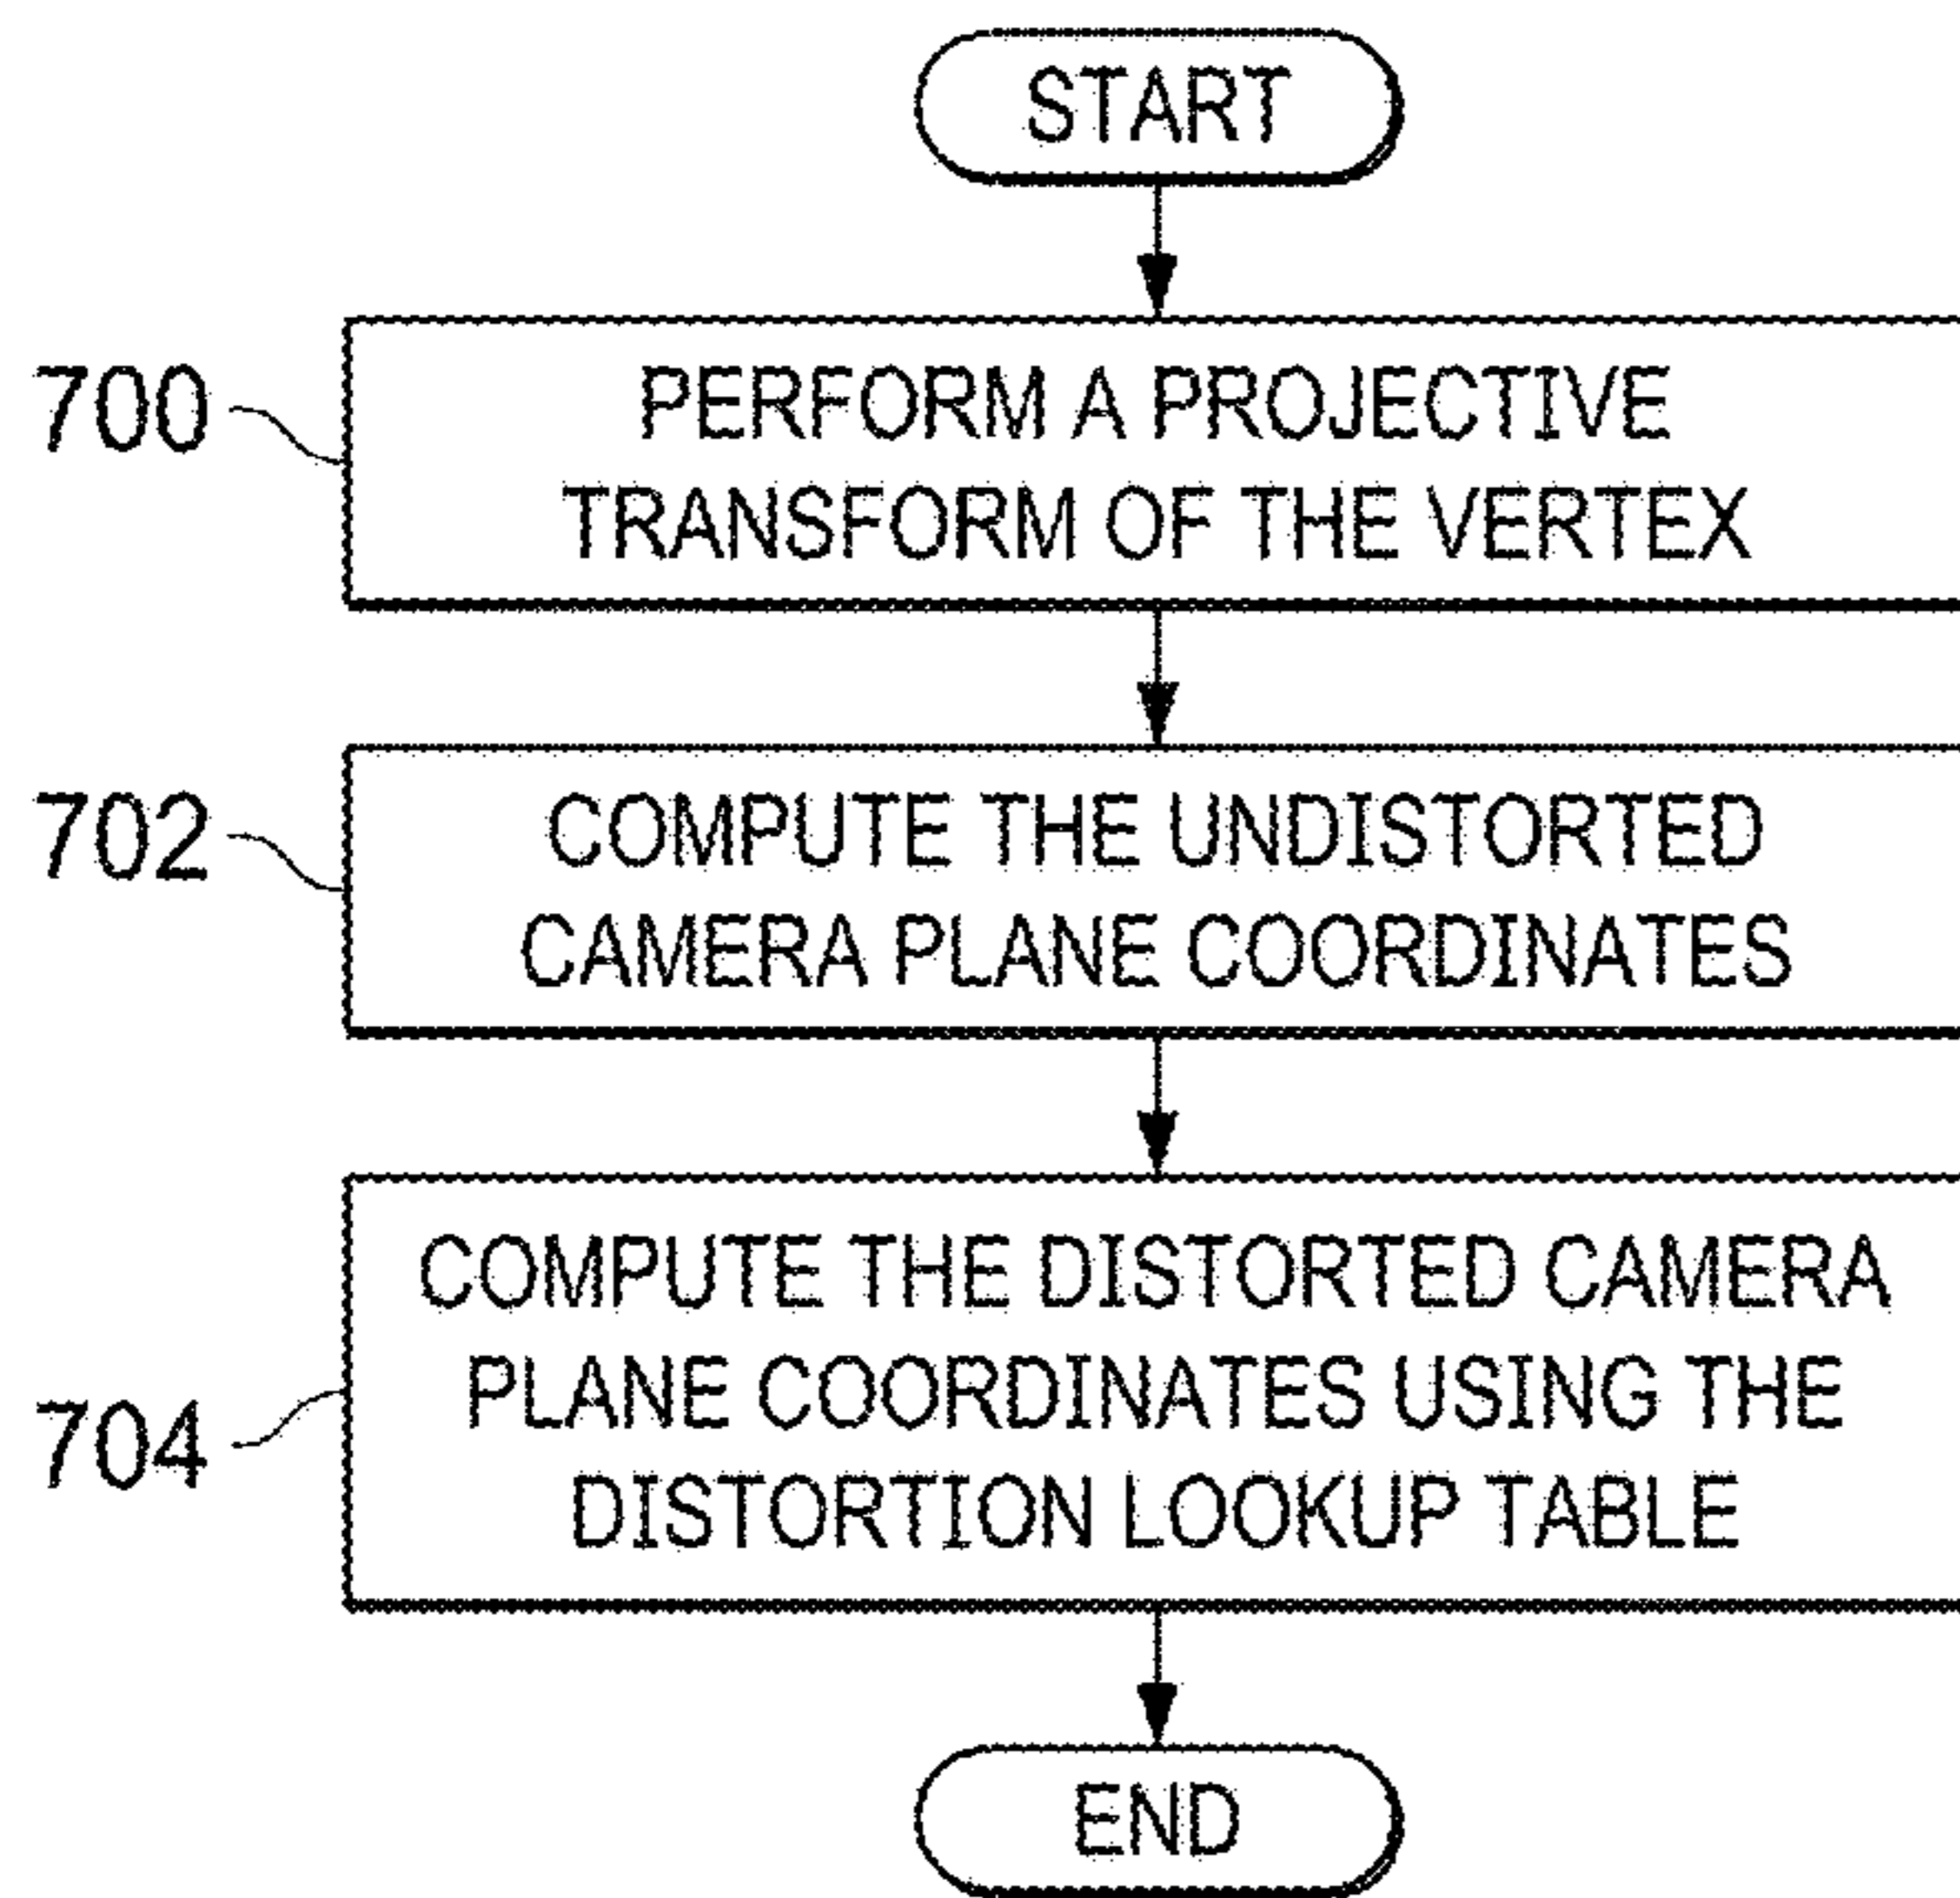 START
700
PERFORM A PROJECTIVE
TRANSFORM OF THE VERTEX
702
COMPUTE THE UNDISTORTED
CAMERA PLANE COORDINATES
704
COMPUTE THE DISTORTED CAMERA
PLANE COORDINATES USING THE
DISTORTION LOOKUP TABLE
END